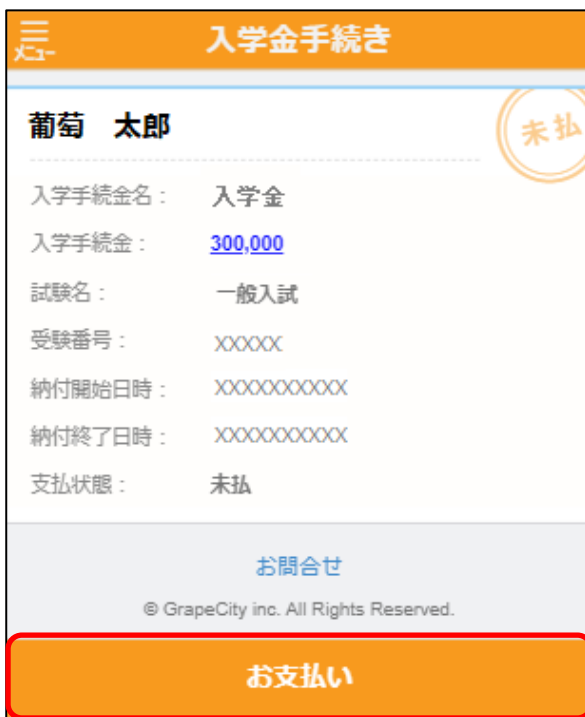 メニュー
入学金手続き
葡萄　太郎
未払
入学手続金名： 入学金
入学手続金： 300,000
試験名： 一般入試
受験番号： XXXXX
納付開始日時： XXXXXXXXXX
納付終了日時： XXXXXXXXXX
支払状態： 未払
お問合せ
© GrapeCity inc. All Rights Reserved.
お支払い